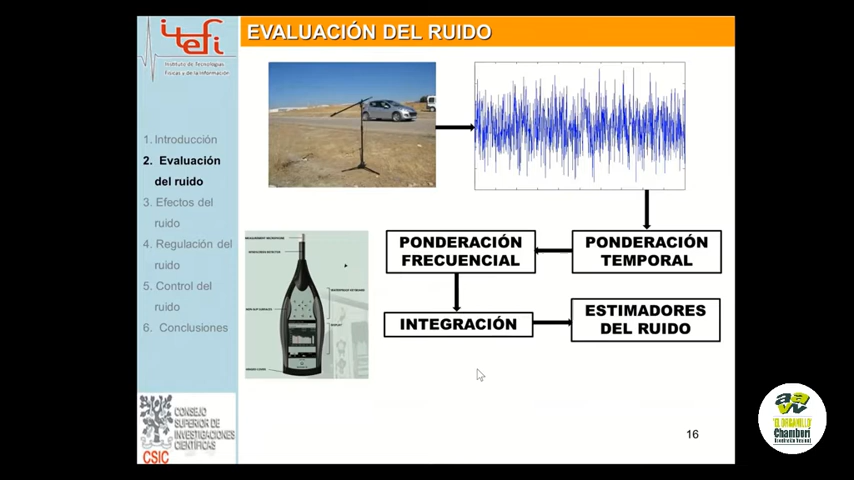 itefi
Instituto de Tecnologías
Físicas y de la Información
EVALUACIÓN DEL RUIDO
1. Introducción
2. Evaluación
del ruido
3. Efectos del
ruido
4. Regulación del
ruido
5. Control del
ruido
6. Conclusiones
PONDERACIÓN
FRECUENCIAL
PONDERACIÓN
TEMPORAL
INTEGRACIÓN
ESTIMADORES
DEL RUIDO
CONSEJO
SUPERIOR DE
INVESTIGACIONES
CIENTÍFICAS
CSIC
16
aavv
"EL ORGANILLO"
Chamberí